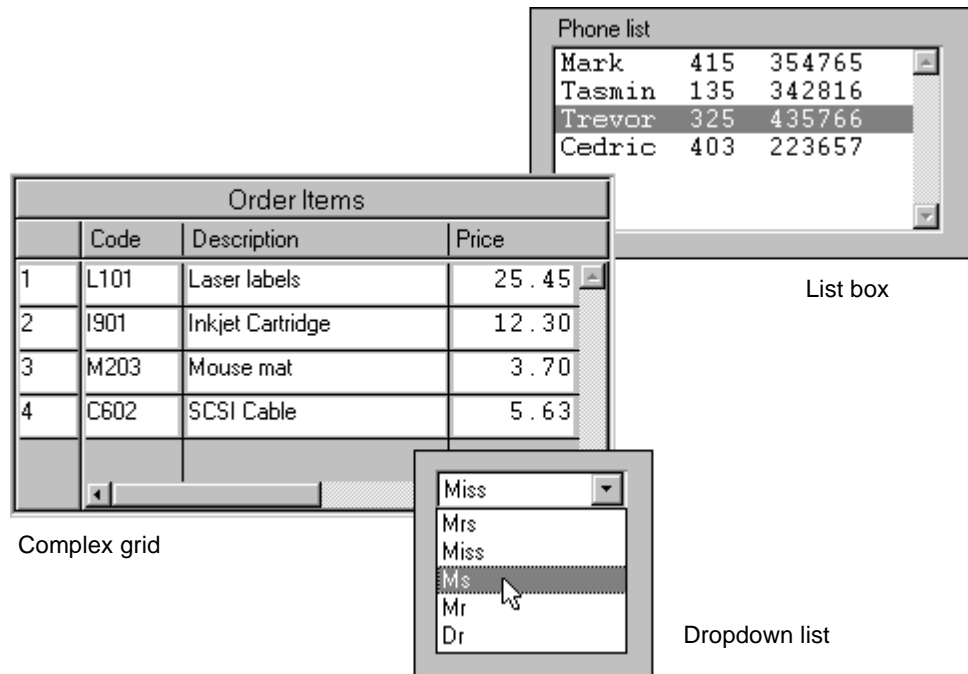 Phone list
Mark 415 354765
Tasmin 135 342816
Trevor 325 435766
Cedric 403 223657
List box
Order Items
Code Description Price
1 L101 Laser labels 25.45
2 I901 Inkjet Cartridge 12.30
3 M203 Mouse mat 3.70
4 C602 SCSI Cable 5.63
Complex grid
Miss
Mrs
Miss
Ms
Mr
Dr
Dropdown list